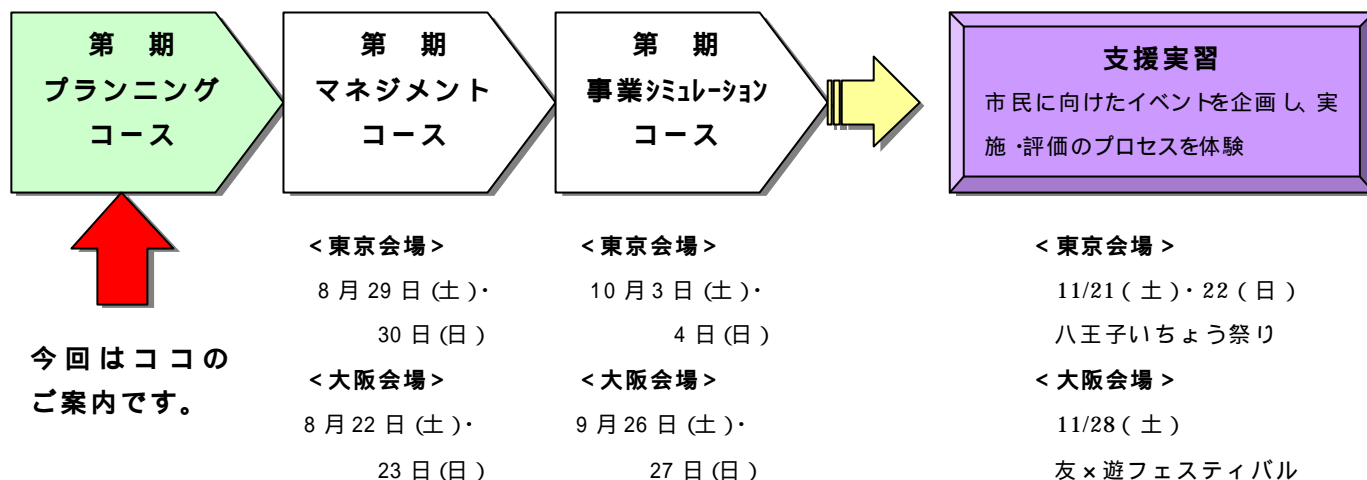 第 期
プランニング
コース
第 期
マネジメント
コース
第 期
事業ｼﾐｭﾚｰｼｮﾝ
コース
支援実習
市民に向けたイベントを企画し、実
施・評価のプロセスを体験
今回はココの
ご案内です。
<東京会場>
8月29日(土)・
30日(日)
<大阪会場>
8月22日(土)・
23日(日)
<東京会場>
10月3日(土)・
4日(日)
<大阪会場>
9月26日(土)・
27日(日)
<東京会場>
11/21(土)・22(日)
八王子いちょう祭り
<大阪会場>
11/28(土)
友×遊フェスティバル